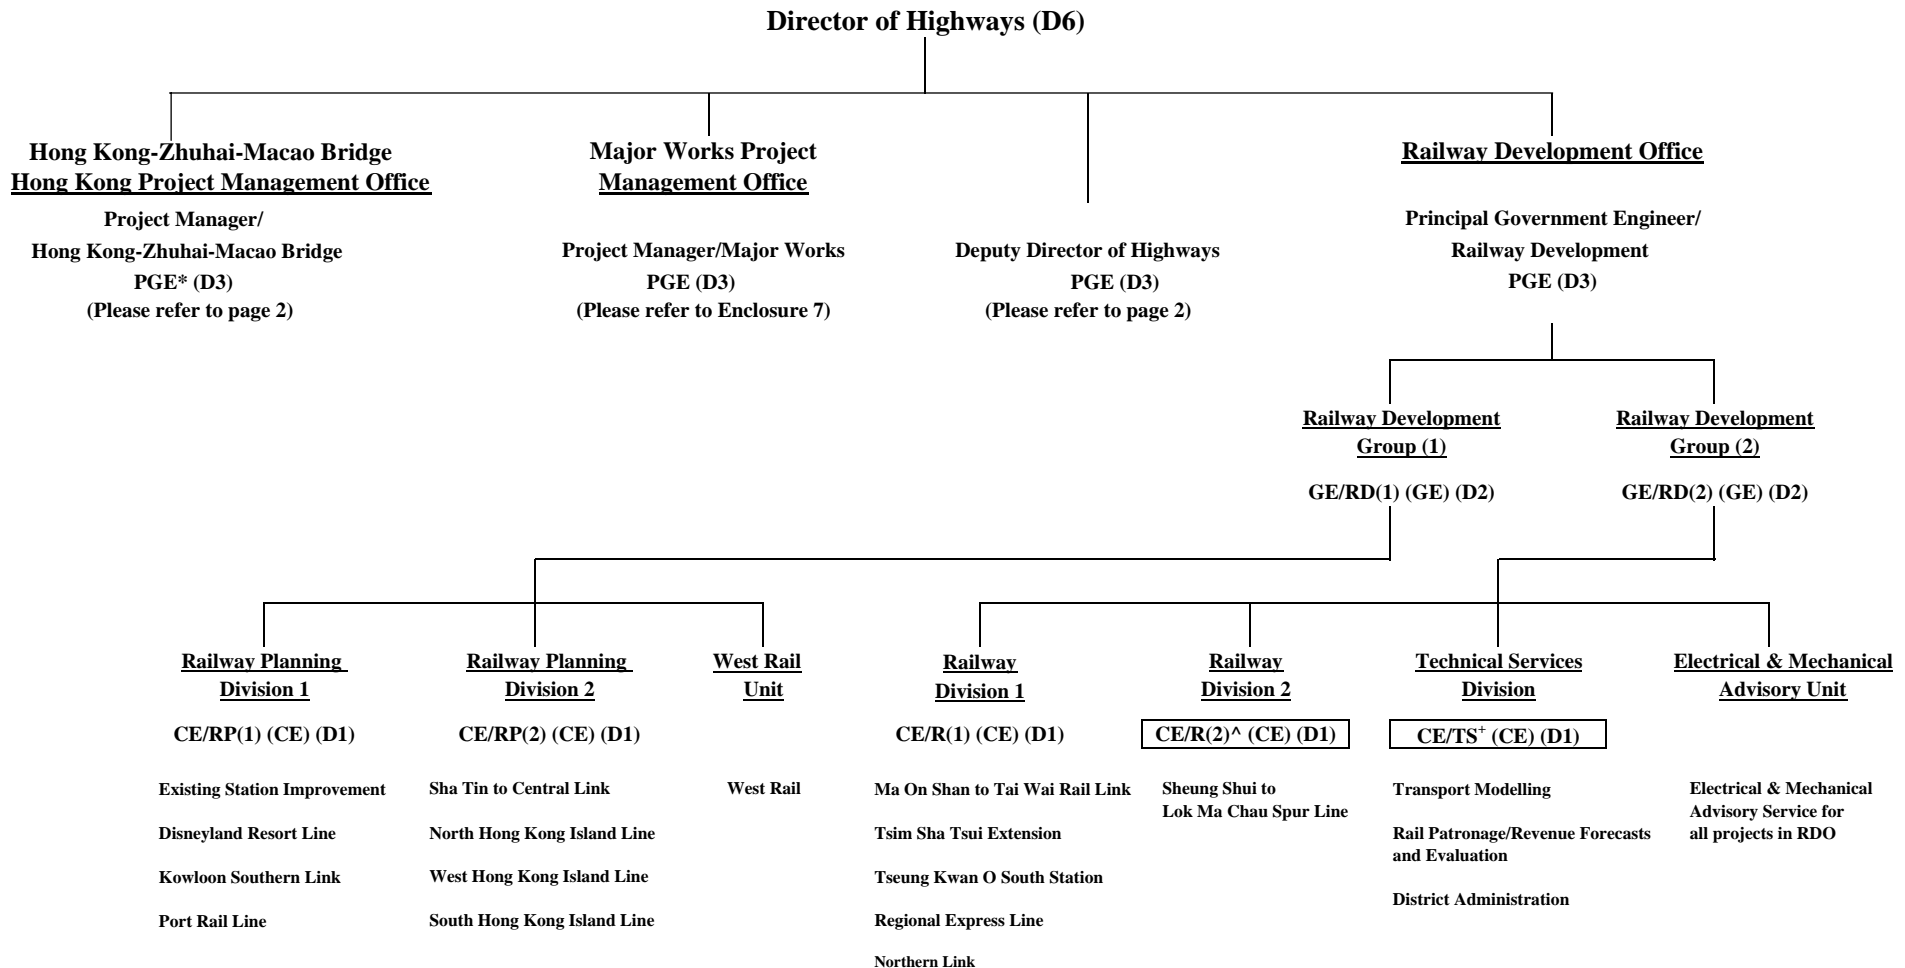 Director of Highways (D6)
Hong Kong-Zhuhai-Macao Bridge
Hong Kong Project Management Office
Project Manager/
Hong Kong-Zhuhai-Macao Bridge
PGE* (D3)
(Please refer to page 2)
Major Works Project
Management Office
Project Manager/Major Works
PGE (D3)
(Please refer to Enclosure 7)
Deputy Director of Highways
PGE (D3)
(Please refer to page 2)
Railway Development Office
Principal Government Engineer/
Railway Development
PGE (D3)
Railway Development
Group (1)
GE/RD(1) (GE) (D2)
Railway Development
Group (2)
GE/RD(2) (GE) (D2)
Railway Planning
Division 1
CE/RP(1) (CE) (D1)
Existing Station Improvement
Disneyland Resort Line
Kowloon Southern Link
Port Rail Line
Railway Planning
Division 2
CE/RP(2) (CE) (D1)
Sha Tin to Central Link
North Hong Kong Island Line
West Hong Kong Island Line
South Hong Kong Island Line
West Rail
Unit
West Rail
Railway
Division 1
CE/R(1) (CE) (D1)
Ma On Shan to Tai Wai Rail Link
Tsim Sha Tsui Extension
Tseung Kwan O South Station
Regional Express Line
Northern Link
Railway
Division 2
CE/R(2)^ (CE) (D1)
Sheung Shui to
Lok Ma Chau Spur Line
Technical Services
Division
CE/TS+ (CE) (D1)
Transport Modelling
Rail Patronage/Revenue Forecasts
and Evaluation
District Administration
Electrical & Mechanical
Advisory Unit
Electrical & Mechanical
Advisory Service for
all projects in RDO